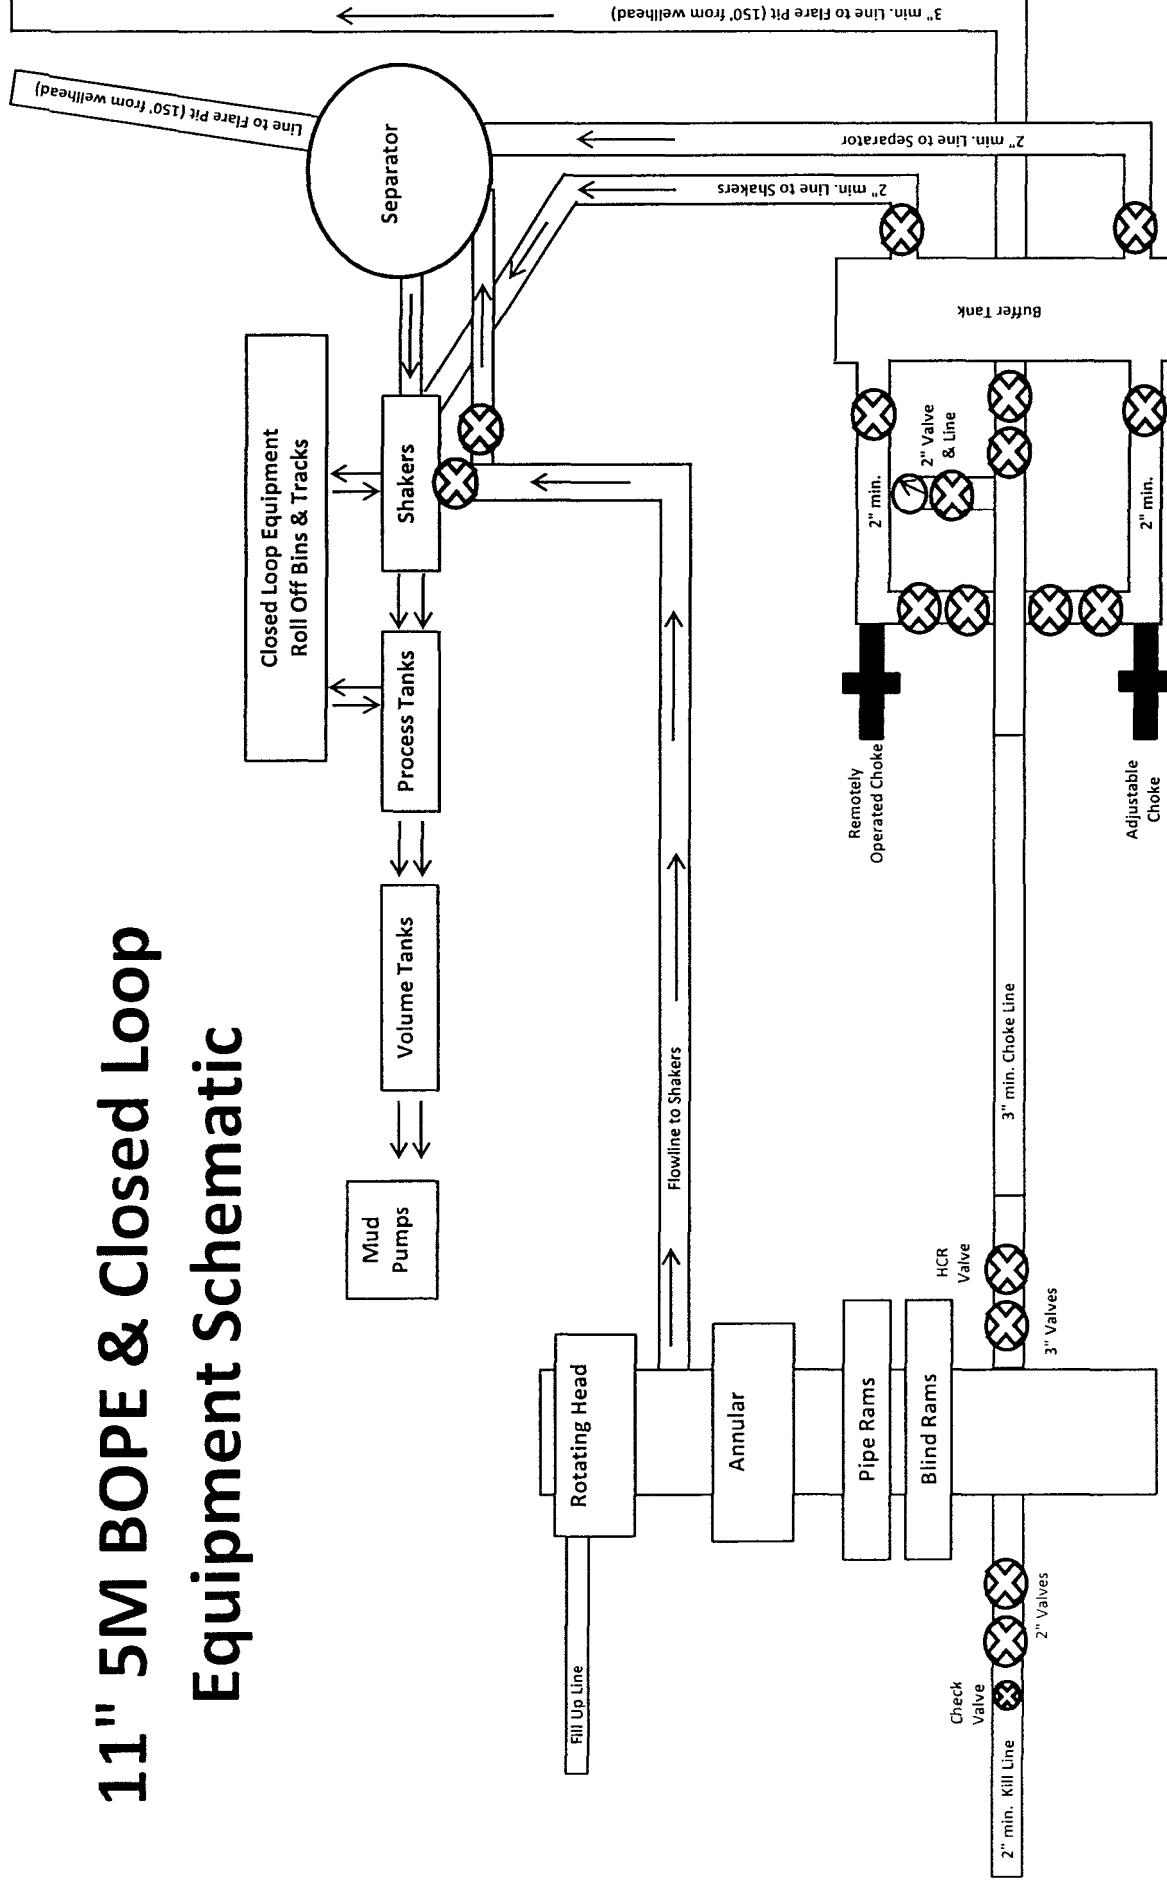 11" 5M BOPE & Closed Loop
Equipment Schematic
Closed Loop Equipment
Roll Off Bins & Tracks
Mud
Pumps
Volume Tanks
Process Tanks
Shakers
Separator
Line to Flare Pit (150' from wellhead)
3" min. Line to Flare Pit (150' from wellhead)
2" min. Line to Separator
2" min. Line to Shakers
Fill Up Line
Rotating Head
Flowline to Shakers
Annular
Pipe Rams
Blind Rams
Remotely
Operated Choke
2" min.
2" Valve
& Line
Buffer Tank
Check
Valve
HCR
Valve
2" min. Kill Line
2" Valves
3" Valves
3" min. Choke Line
Adjustable
Choke
2" min.